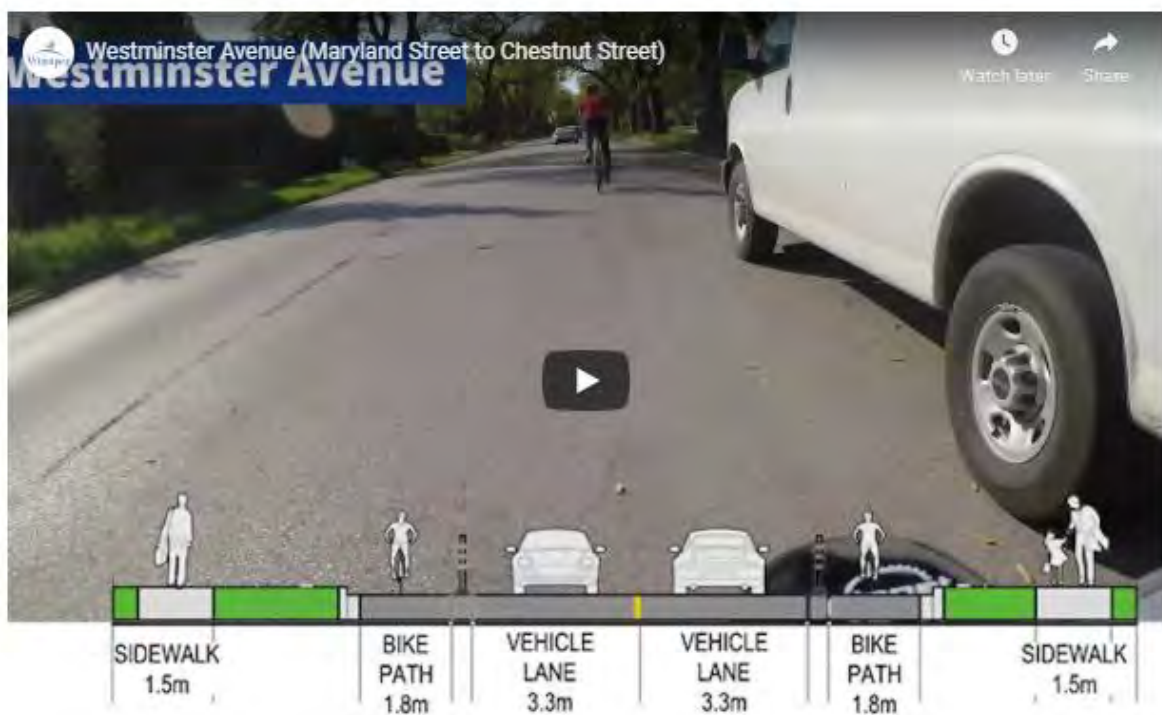 Westminster Avenue (Maryland Street to Chestnut Street)
Westminster Avenue
Watch later
Share
SIDEWALK
1.5m
BIKE
PATH
1.8m
VEHICLE
LANE
3.3m
VEHICLE
LANE
3.3m
BIKE
PATH
1.8m
SIDEWALK
1.5m